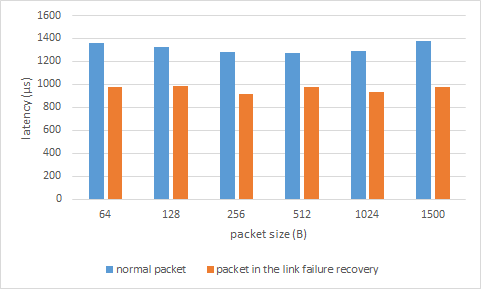 1600
1400
1200
1000
800
600
400
200
0
latency (µs)
64 128 256 512 1024 1500
packet size (B)
normal packet packet in the link failure recovery